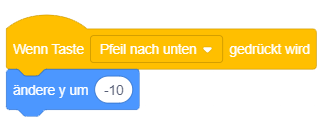 Wenn Taste Pfeil nach unten gedrückt wird
ändere y um -10